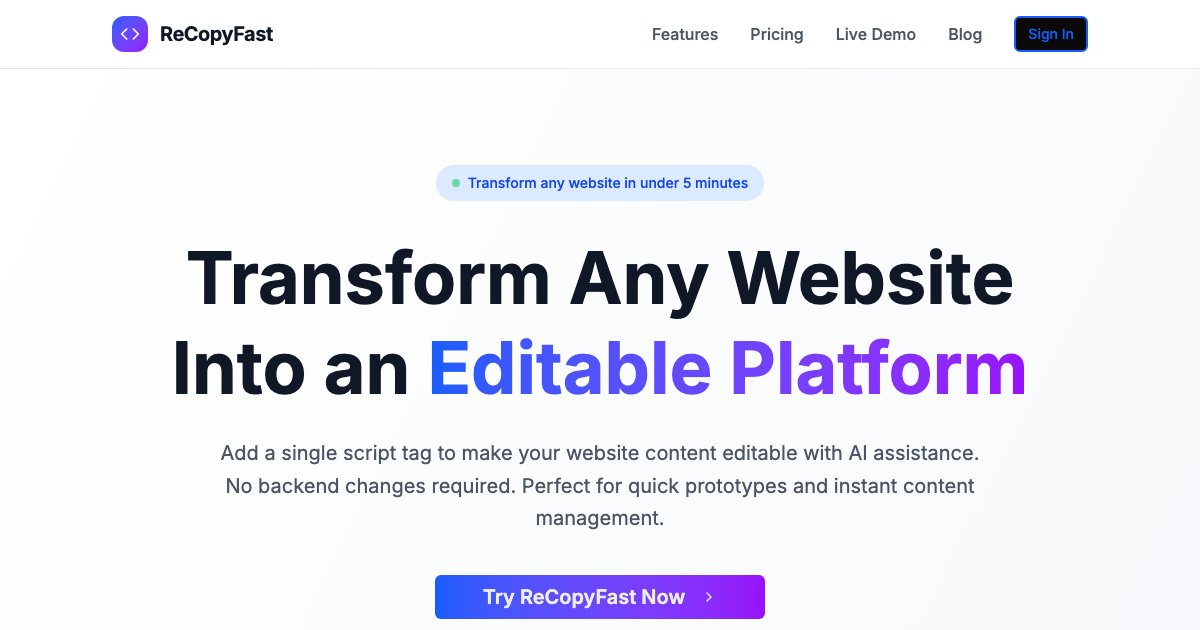 ReCopyFast
Features
Pricing
Live Demo
Blog
Sign In
Transform any website in under 5 minutes
Transform Any Website
Into an Editable Platform
Add a single script tag to make your website content editable with AI assistance.
No backend changes required. Perfect for quick prototypes and instant content
management.
Try ReCopyFast Now